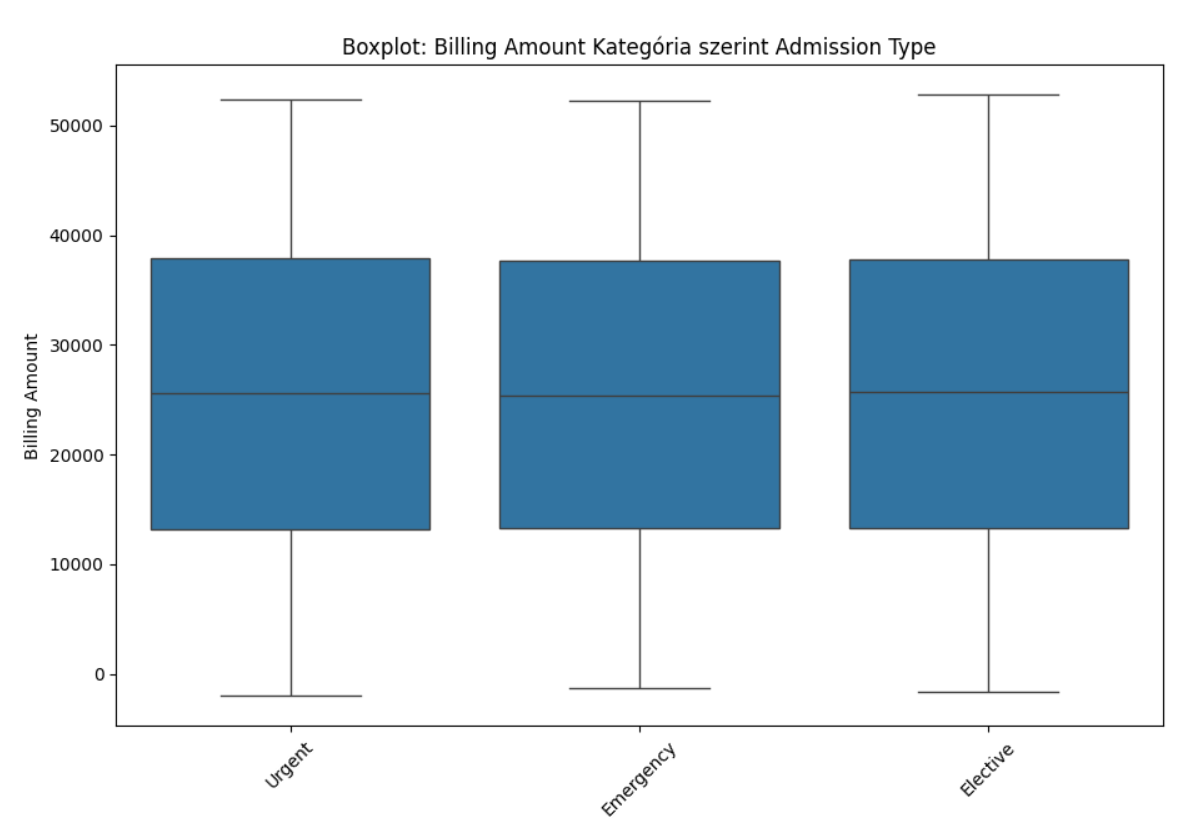 Boxplot: Billing Amount Kategória szerint Admission Type
Billing Amount
50000
40000
30000
20000
10000
0
Urgent
Emergency
Elective